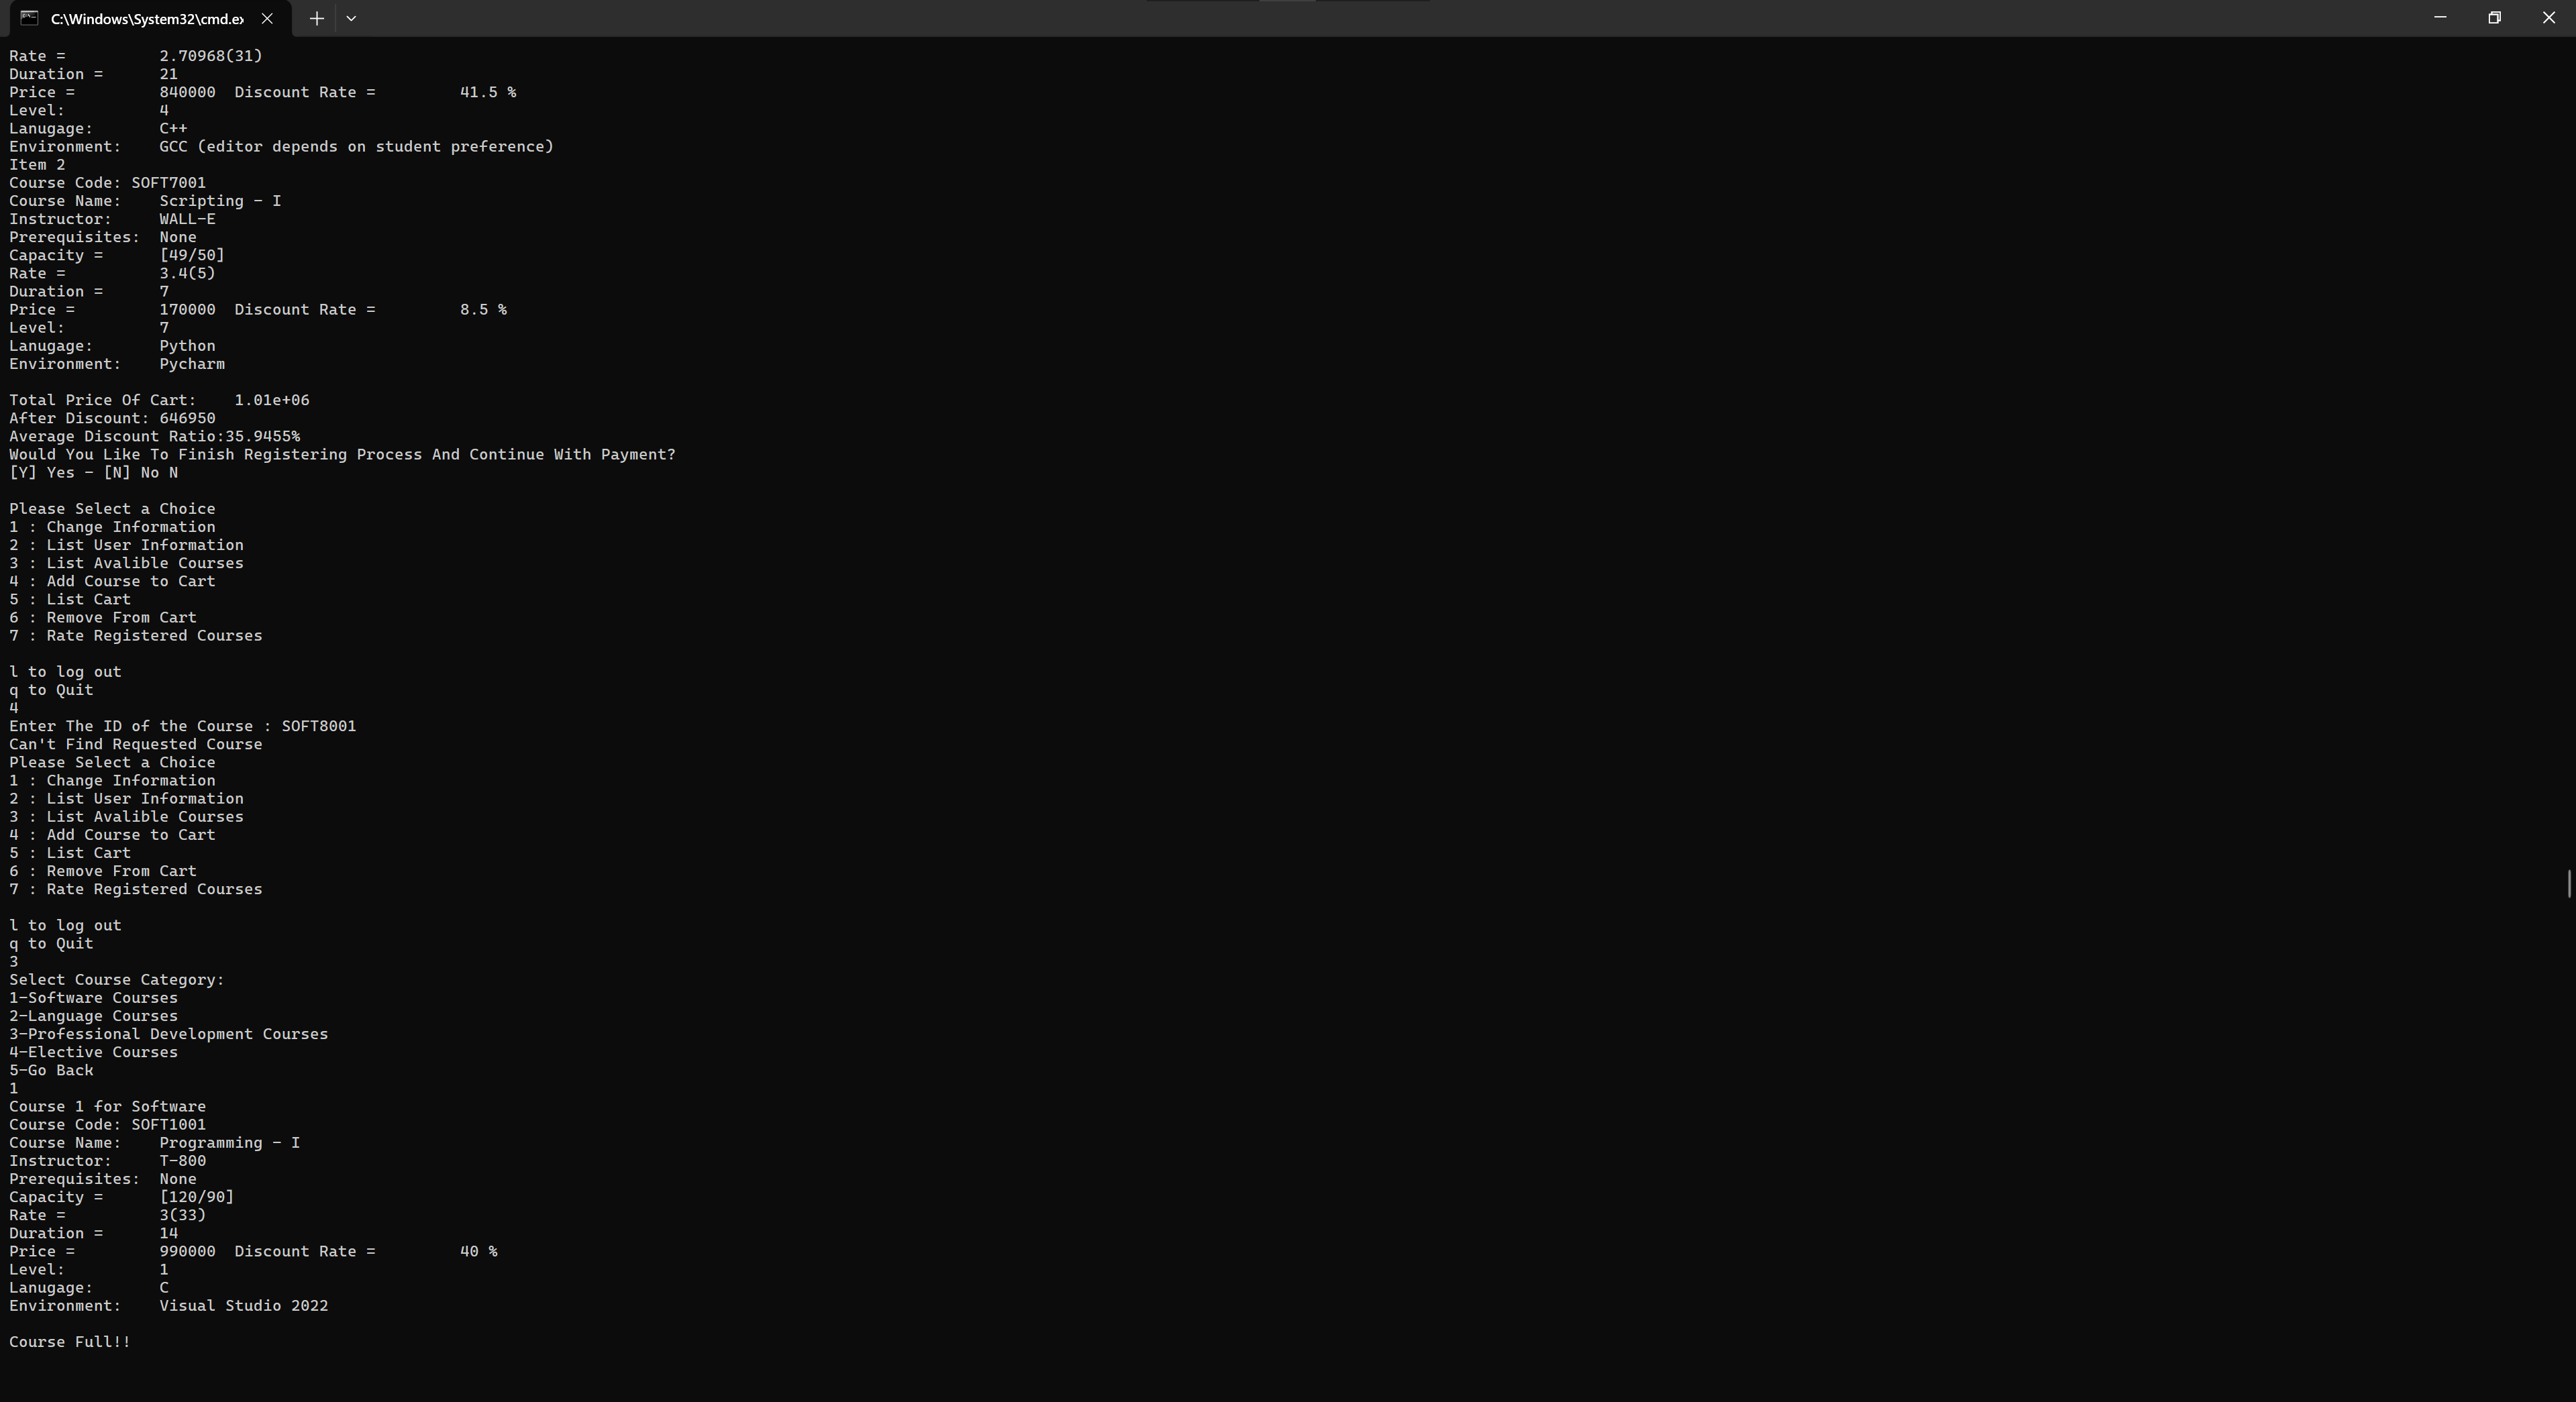 C:\Windows\System32\cmd.e
Rate =          2.70968(31)
Duration =      21
Price =         840000  Discount Rate =         41.5 %
Level:          4
Lanugage:       C++
Environment:    GCC (editor depends on student preference)
Item 2
Course Code: SOFT7001
Course Name:    Scripting - I
Instructor:     WALL-E
Prerequisites:  None
Capacity =      [49/50]
Rate =          3.4(5)
Duration =      7
Price =         170000  Discount Rate =         8.5 %
Level:          7
Lanugage:       Python
Environment:    Pycharm
Total Price Of Cart:    1.01e+06
After Discount: 646950
Average Discount Ratio:35.9455%
Would You Like To Finish Registering Process And Continue With Payment?
[Y] Yes - [N] No N
Please Select a Choice
1 : Change Information
2 : List User Information
3 : List Avalible Courses
4 : Add Course to Cart
5 : List Cart
6 : Remove From Cart
7 : Rate Registered Courses
l to log out
q to Quit
4
Enter The ID of the Course : SOFT8001
Can't Find Requested Course
Please Select a Choice
1 : Change Information
2 : List User Information
3 : List Avalible Courses
4 : Add Course to Cart
5 : List Cart
6 : Remove From Cart
7 : Rate Registered Courses
l to log out
q to Quit
3
Select Course Category:
1-Software Courses
2-Language Courses
3-Professional Development Courses
4-Elective Courses
5-Go Back
1
Course 1 for Software
Course Code: SOFT1001
Course Name:    Programming - I
Instructor:     T-800
Prerequisites:  None
Capacity =      [120/90]
Rate =          3(33)
Duration =      14
Price =         990000  Discount Rate =         40 %
Level:          1
Lanugage:       C
Environment:    Visual Studio 2022
Course Full!!